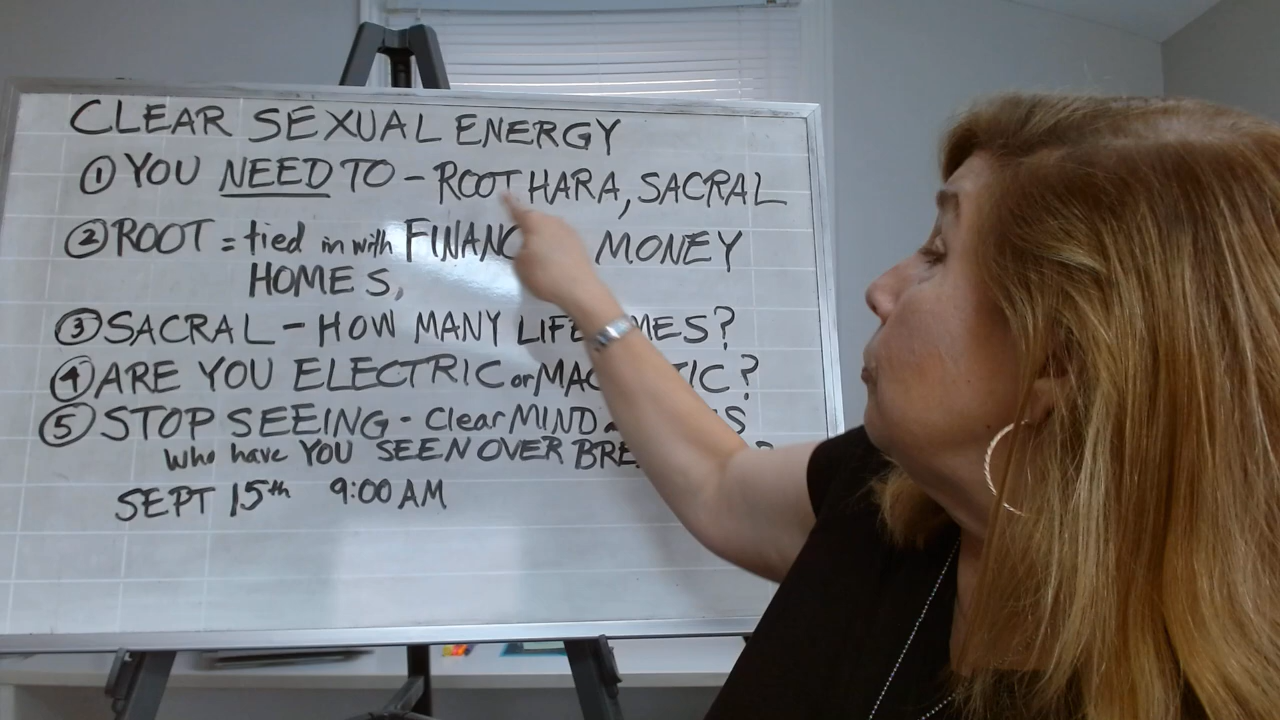 CLEAR SEXUAL ENERGY
① YOU NEED TO - ROOT HARA, SACRAL
② ROOT = tied in with MONEY
HOMES,
③ SACRAL - HOW MANY
④ ARE YOU ELECTRIC or ?
⑤ STOP SEEING - Clear MIND
who have YOU SEEN OVER
SEPT 15th 9:00 AM